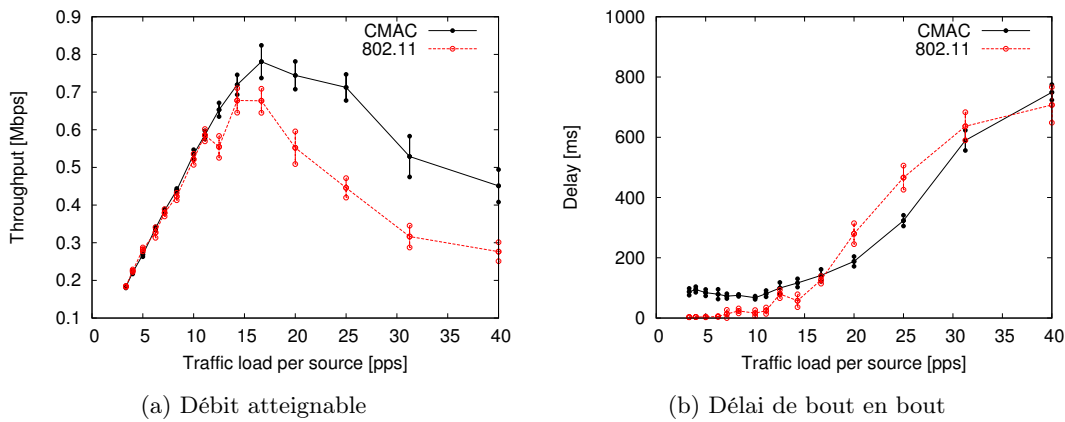 Throughput [Mbps]
0.9
0.8
0.7
0.6
0.5
0.4
0.3
0.2
0.1
0 5 10 15 20 25 30 35 40
Traffic load per source [pps]
CMAC
802.11
(a) Débit atteignable
Delay [ms]
1000
800
600
400
200
0
0 5 10 15 20 25 30 35 40
Traffic load per source [pps]
CMAC
802.11
(b) Délai de bout en bout